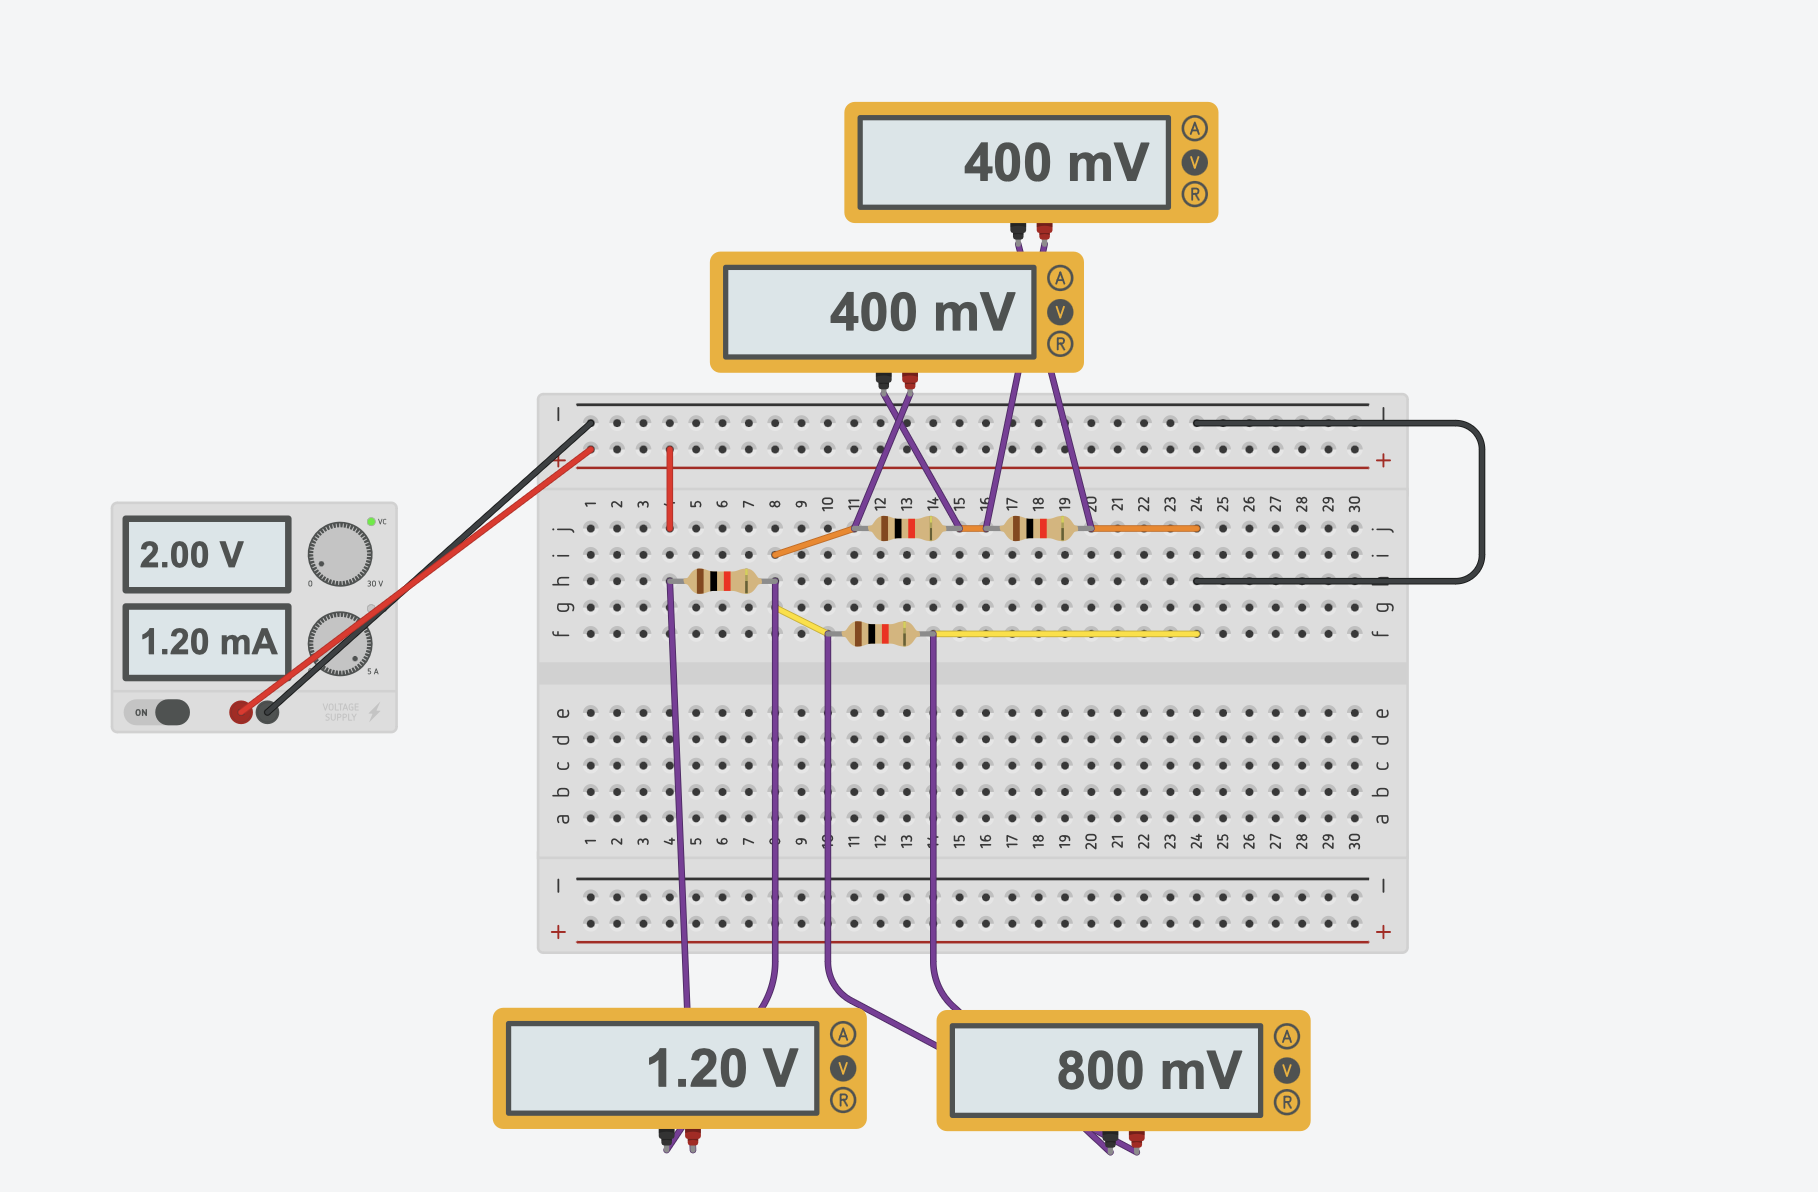 400 mV
A
V
R
400 mV
A
V
R
2.00 V
VC
0 30 V
1.20 mA
5 A
ON
VOLTAGE
SUPPLY
− −
+ +
1 2 3 5 6 7 8 9 10 11 12 13 14 15 16 17 18 19 20 21 22 23 24 25 26 27 28 29 30
j j
i i
h
g g
f f
e e
d d
c c
b b
a a
1 2 3 4 5 6 7 9 11 12 13 15 16 17 18 19 20 21 22 23 24 25 26 27 28 29 30
− −
+ +
1.20 V
A
V
R
800 mV
A
V
R